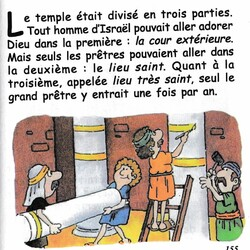 Le temple était divisé en trois parties.
Tout homme d'Israël pouvait aller adorer
Dieu dans la première : la cour extérieure.
Mais seuls les prêtres pouvaient aller dans
la deuxième : le lieu saint. Quant à la
troisième, appelée lieu très saint, seul le
grand prêtre y entrait une fois par an.
155